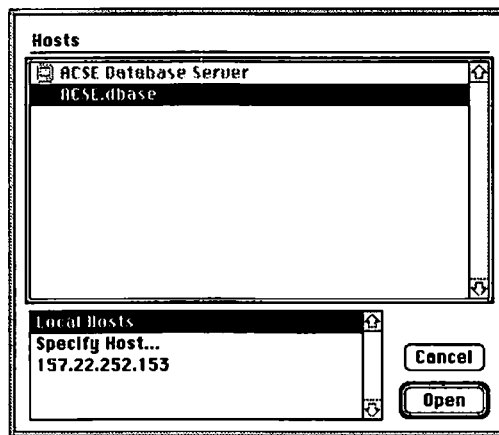 Hosts
ACSE Database Server
ACSE.dbase
Local Hosts
Specify Host...
157.22.252.153
Cancel
Open